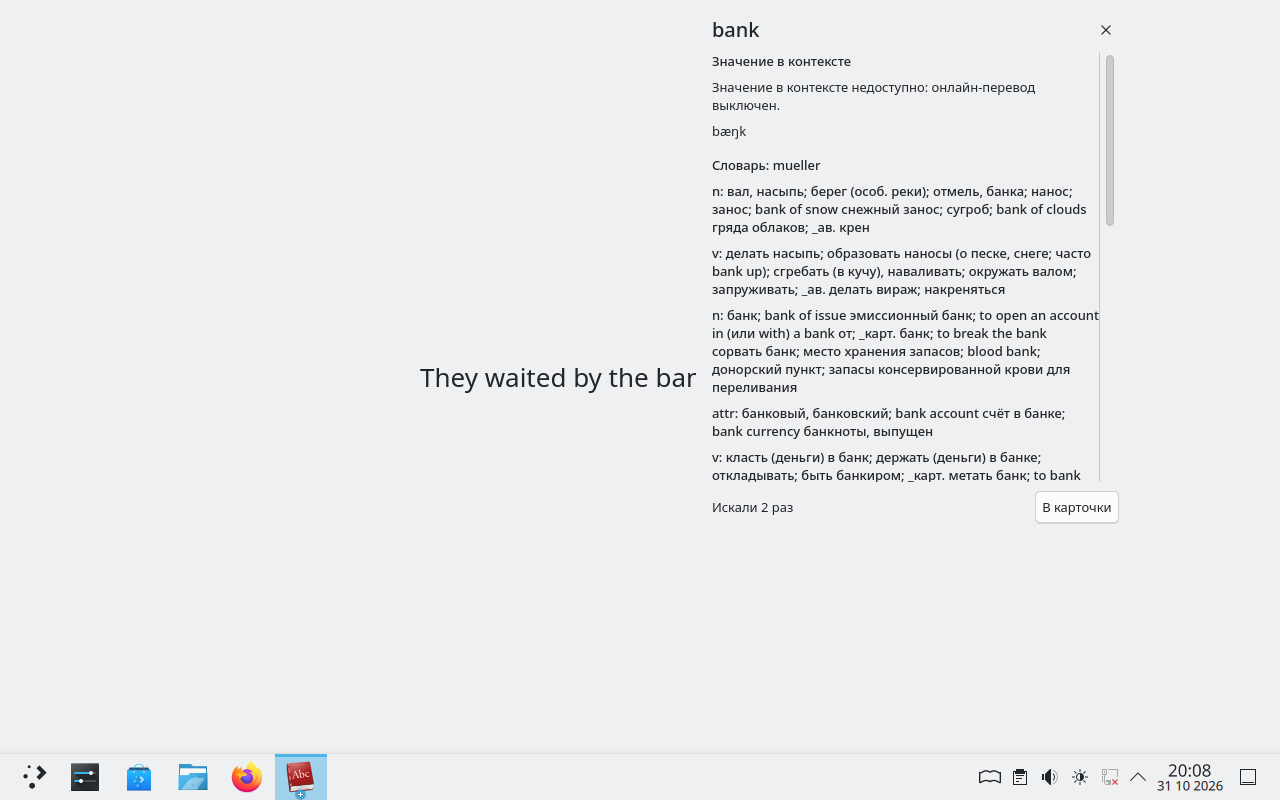 bank
Значение в контексте
Значение в контексте недоступно: онлайн-перевод
выключен.
bæŋk
Словарь: mueller
n: вал, насыпь; берег (особ. реки); отмель, банка; нанос;
занос; bank of snow снежный занос; сугроб; bank of clouds
гряда облаков; _ав. крен
v: делать насыпь; образовать наносы (о песке, снеге; часто
bank up); сгребать (в кучу), наваливать; окружать валом;
запруживать; _ав. делать вираж; накреняться
n: банк; bank of issue эмиссионный банк; to open an account
in (или with) a bank от; _карт. банк; to break the bank
сорвать банк; место хранения запасов; blood bank;
донорский пункт; запасы консервированной крови для
переливания
attr: банковый, банковский; bank account счёт в банке;
bank currency банкноты, выпущен
v: класть (деньги) в банк; держать (деньги) в банке;
откладывать; быть банкиром; _карт. метать банк; to bank
They waited by the
Искали 2 раз
В карточки
Abc
20:08
31 10 2026